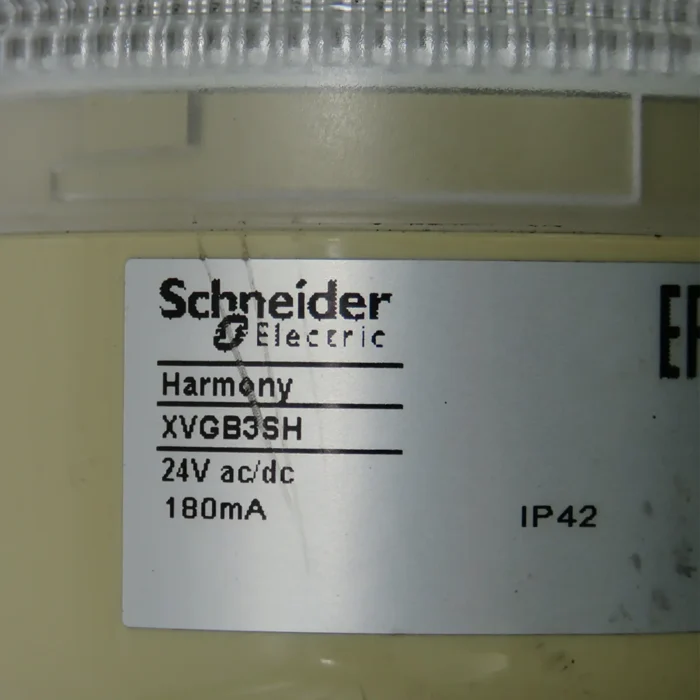 Schneider
Electric
Harmony
XVGB3SH
24V ac/dc
180mA
IP42